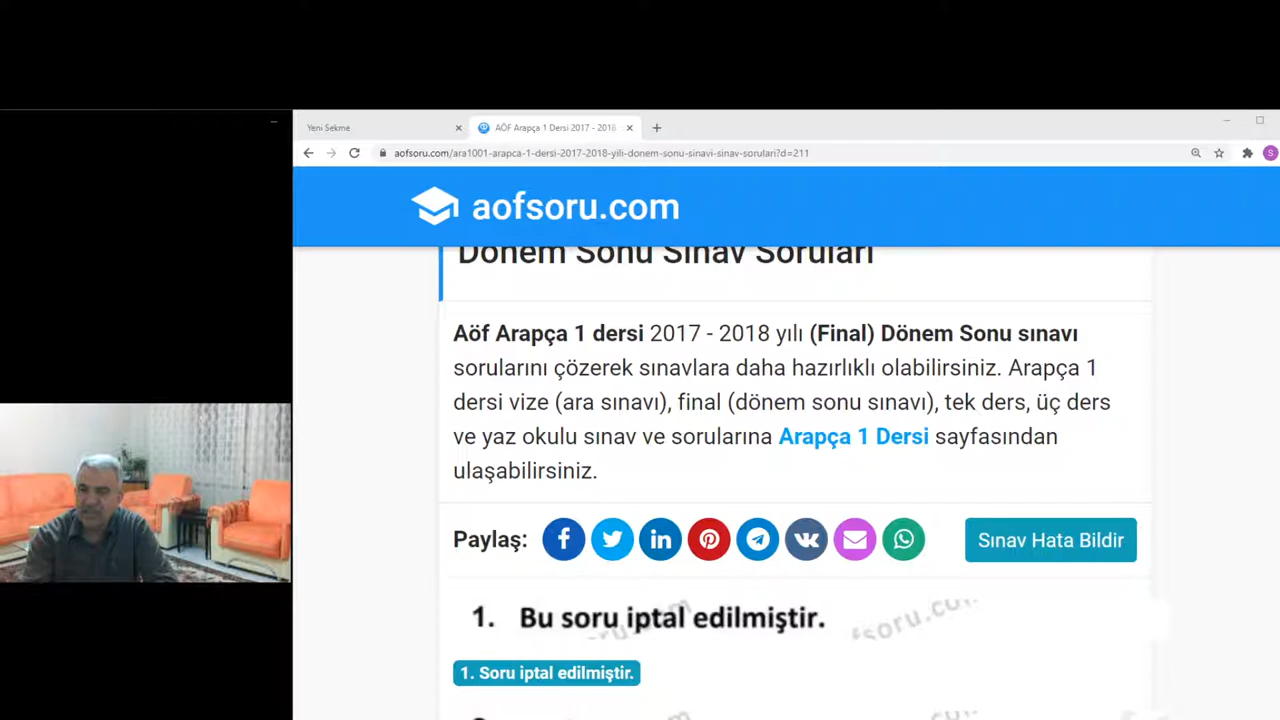 Yeni Sekme
AÖF Arapça 1 Dersi 2017 - 2018
aofsoru.com/ara1001-arapca-1-dersi-2017-2018-yili-donem-sonu-sinavi-sinav-sorulari?d=211
S
aofsoru.com
Dönem Sonu Sınav Soruları
Aöf Arapça 1 dersi 2017 - 2018 yılı (Final) Dönem Sonu sınavı
sorularını çözerek sınavlara daha hazırlıklı olabilirsiniz. Arapça 1
dersi vize (ara sınavı), final (dönem sonu sınavı), tek ders, üç ders
ve yaz okulu sınav ve sorularına Arapça 1 Dersi sayfasından
ulaşabilirsiniz.
Paylaş:
Sınav Hata Bildir
1. Bu soru iptal edilmiştir.
1. Soru iptal edilmiştir.